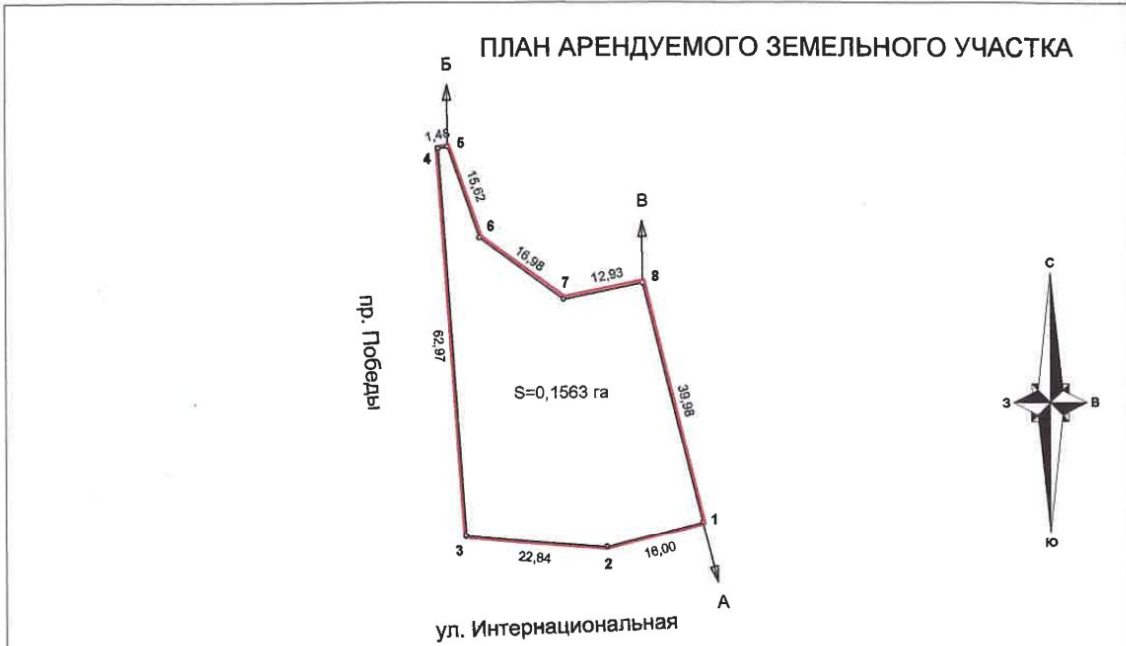 ПЛАН АРЕНДУЕМОГО ЗЕМЕЛЬНОГО УЧАСТКА
Б
1,48
4
5
15,62
6
В
16,98
7
12,93
8
пр. Победы
62,97
39,98
S=0,1563 га
С
З
В
Ю
1
3
22,84
2
16,00
А
ул. Интернациональная